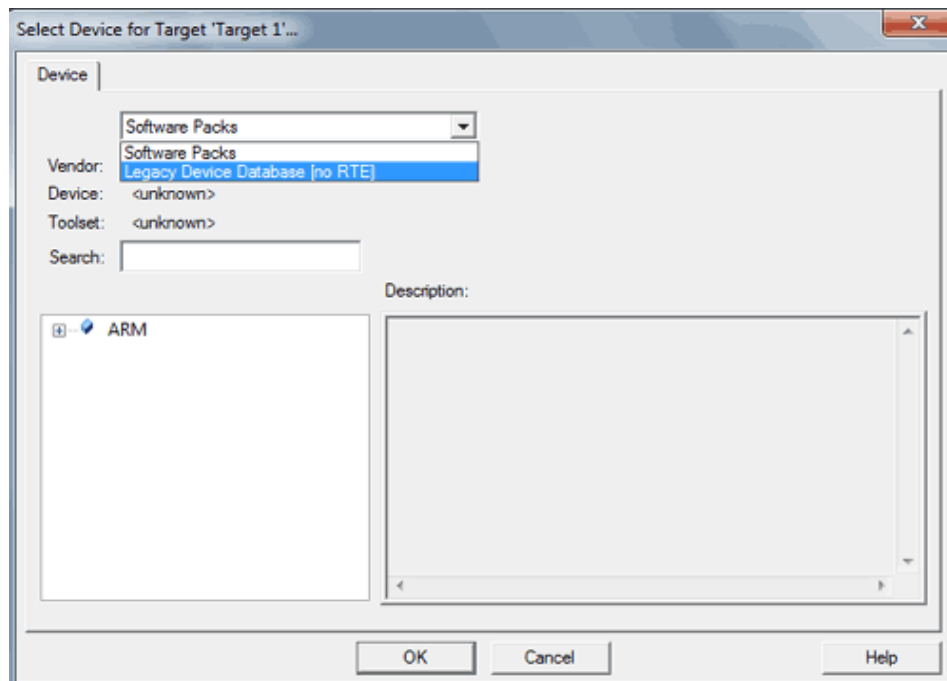 Select Device for Target 'Target 1'...
Device
Software Packs
Software Packs
Vendor:
Legacy Device Database [no RTE]
Device: <unknown>
Toolset: <unknown>
Search:
Description:
ARM
OK Cancel Help